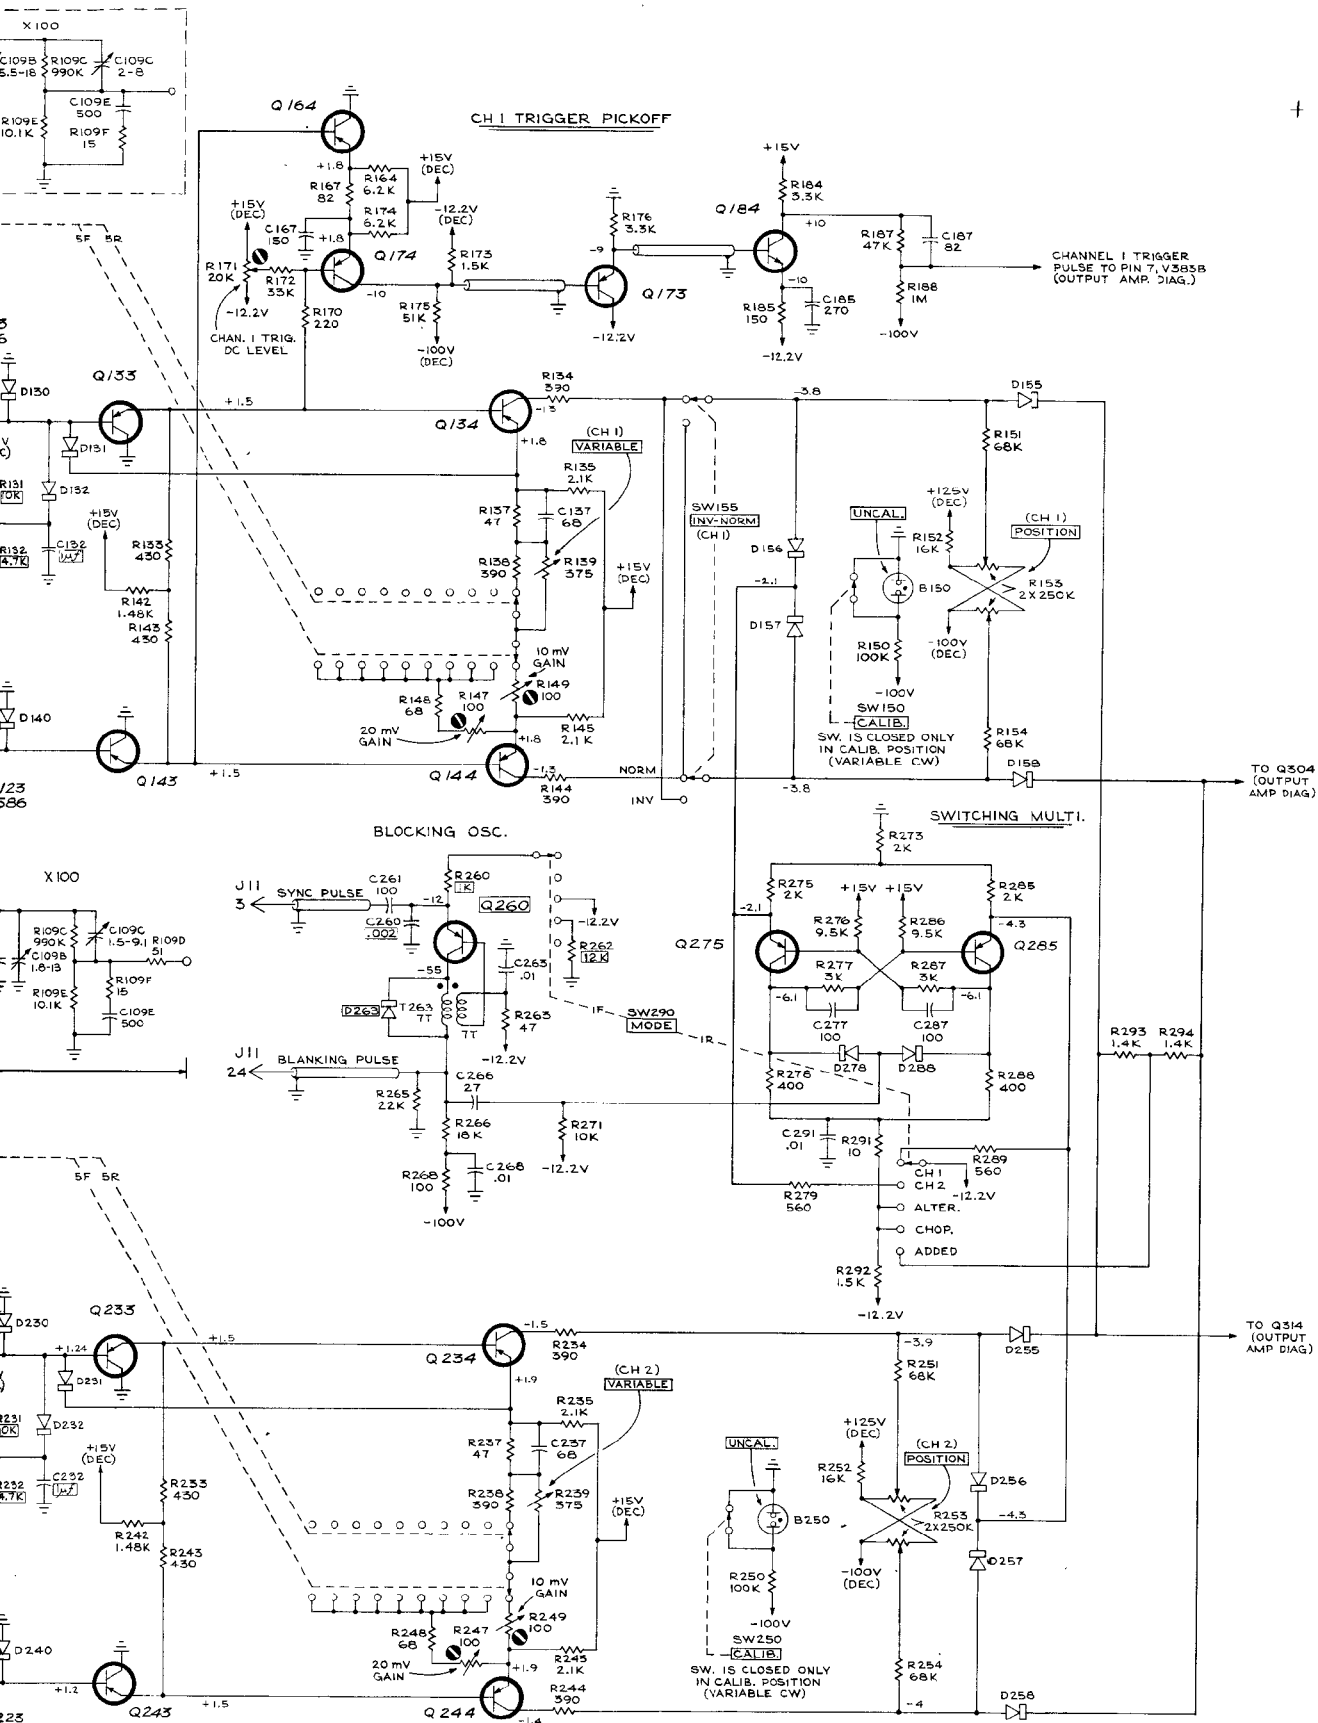 X100
C109B
5.5-18
R109C
990K
C109C
2-8
C109E
500
R109E
10.1K
R109F
15
Q164
CH 1 TRIGGER PICKOFF
+1.8
R167
82
R164
6.2K
+15V
(DEC)
R174
6.2K
+15V
(DEC)
C167
150
+1.8
Q174
-12.2V
(DEC)
R173
1.5K
R171
20K
R172
33K
-12.2V
CHAN. 1 TRIG.
DC LEVEL
R170
220
-10
R175
51K
-100V
(DEC)
R176
3.3K
-9
Q173
-12.2V
+15V
R184
3.3K
Q184
+10
R187
47K
C187
82
-10
R185
150
C185
270
-12.2V
R188
1M
-100V
CHANNEL 1 TRIGGER
PULSE TO PIN 7, V383B
(OUTPUT AMP. DIAG.)
5F 5R
D130
Q133
+1.5
D131
D132
R131
R132
4.7K
C132
1µf
+15V
(DEC)
R133
430
R142
1.48K
R143
430
D140
Q143
+1.5
Q134
R134
390
-1.3
+1.8
(CH 1)
VARIABLE
R135
2.1K
R137
47
C137
68
R138
390
R139
375
+15V
(DEC)
10 mV
GAIN
R149
100
R148
68
R147
100
20 mV
GAIN
R145
2.1K
+1.8
Q144
-1.3
R144
390
SW155
INV-NORM
(CH 1)
NORM
INV
-3.8
D155
R151
68K
D156
-2.1
D157
UNCAL.
B150
R150
100K
-100V
SW150
CALIB.
SW. IS CLOSED ONLY
IN CALIB. POSITION
(VARIABLE CW)
+125V
(DEC)
R152
16K
(CH 1)
POSITION
R153
2X250K
-100V
(DEC)
R154
68K
D158
-3.8
TO Q304
(OUTPUT
AMP DIAG)
BLOCKING OSC.
SWITCHING MULTI.
X100
R109C
990K
C109C
1.5-9.1
R109D
51
C109B
1.8-13
R109E
10.1K
R109F
15
C109E
500
J11
3
SYNC PULSE
C261
100
R260
1K
-12
C260
.002
Q260
-12.2V
R262
12K
-55
C263
.01
D263
T263
7T
7T
R263
47
-12.2V
1F
SW290
MODE
1R
J11
24
BLANKING PULSE
C266
27
R265
22K
R266
18K
R268
100
C268
.01
-100V
R271
10K
-12.2V
R273
2K
R275
2K
+15V
+15V
R285
2K
-2.1
R276
9.5K
R286
9.5K
-4.3
Q275
Q285
R277
3K
R287
3K
-6.1
-6.1
C277
100
C287
100
D278
D288
R278
400
R288
400
R293
1.4K
R294
1.4K
C291
.01
R291
10
R289
560
CH 1
CH 2
-12.2V
R279
560
ALTER.
CHOP.
ADDED
R292
1.5K
-12.2V
5F 5R
D230
Q233
+1.24
+1.5
D231
D232
C232
1µf
+15V
(DEC)
R233
430
R242
1.48K
R243
430
D240
+1.2
Q243
+1.5
Q234
-1.5
R234
390
+1.9
(CH 2)
VARIABLE
R235
2.1K
R237
47
C237
68
R238
390
R239
375
+15V
(DEC)
10 mV
GAIN
R249
100
R248
68
R247
100
20 mV
GAIN
R245
2.1K
+1.9
Q244
R244
390
-1.4
-3.9
D255
TO Q314
(OUTPUT
AMP DIAG)
R251
68K
+125V
(DEC)
R252
16K
(CH 2)
POSITION
R253
2X250K
-100V
(DEC)
D256
-4.3
D257
UNCAL.
B250
R250
100K
-100V
SW250
CALIB.
SW. IS CLOSED ONLY
IN CALIB. POSITION
(VARIABLE CW)
R254
68K
-4
D258